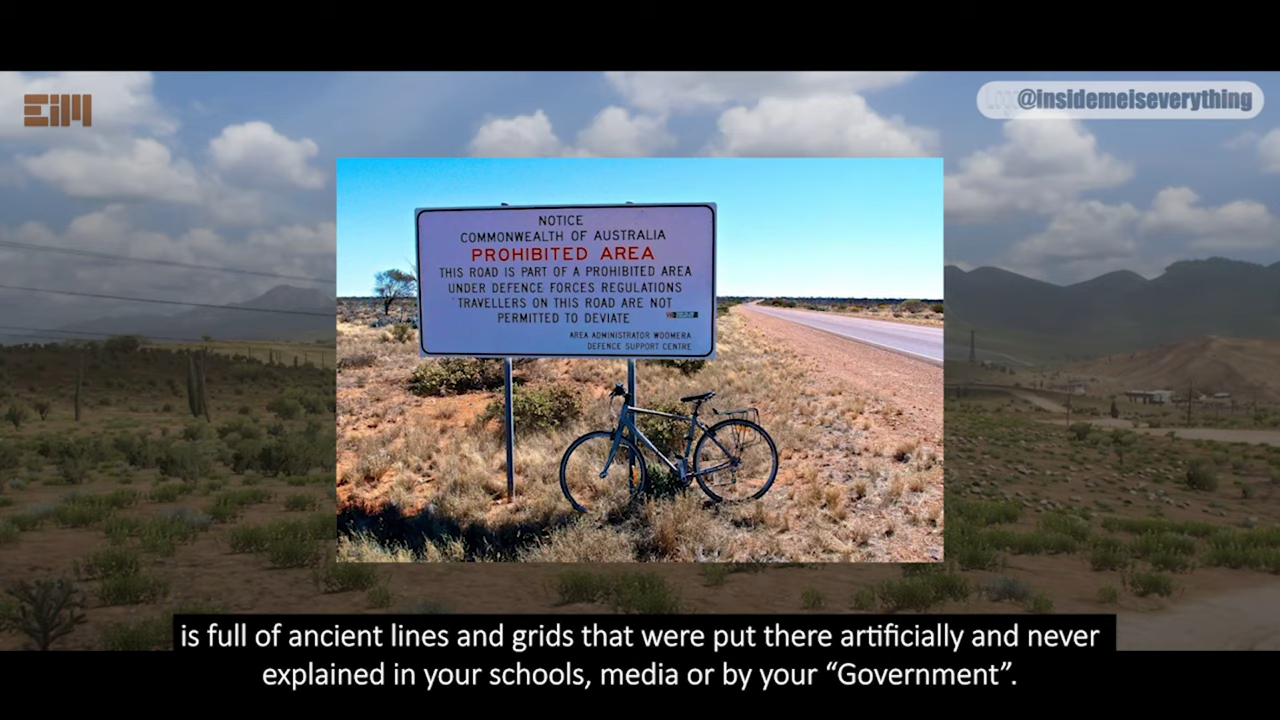 EiM
@insidemeiseverything
NOTICE
COMMONWEALTH OF AUSTRALIA
PROHIBITED AREA
THIS ROAD IS PART OF A PROHIBITED AREA
UNDER DEFENCE FORCES REGULATIONS
TRAVELLERS ON THIS ROAD ARE NOT
PERMITTED TO DEVIATE
AREA ADMINISTRATOR WOOMERA
DEFENCE SUPPORT CENTRE
is full of ancient lines and grids that were put there artificially and never
explained in your schools, media or by your “Government”.